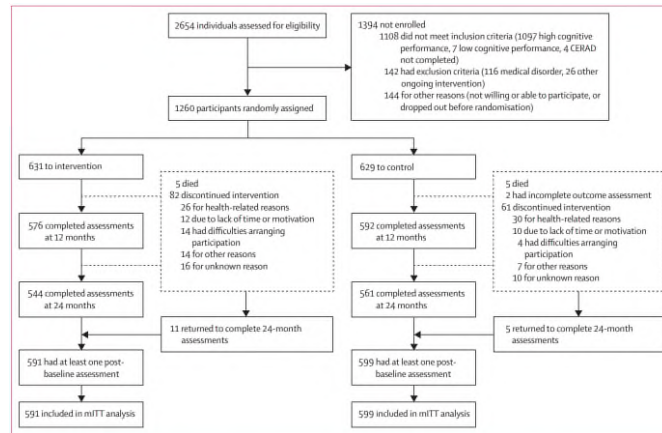 2654 individuals assessed for eligibility
1394 not enrolled
1108 did not meet inclusion criteria (1097 high cognitive
performance, 7 low cognitive performance, 4 CERAD
not completed)
142 had exclusion criteria (116 medical disorder, 26 other
ongoing intervention)
144 for other reasons (not willing or able to participate, or
dropped out before randomisation)
1260 participants randomly assigned
631 to intervention
5 died
82 discontinued intervention
26 for health-related reasons
12 due to lack of time or motivation
14 had difficulties arranging
participation
14 for other reasons
16 for unknown reason
576 completed assessments
at 12 months
544 completed assessments
at 24 months
11 returned to complete 24-month
assessments
591 had at least one post-
baseline assessment
591 included in mITT analysis
629 to control
5 died
2 had incomplete outcome assessment
61 discontinued intervention
30 for health-related reasons
10 due to lack of time or motivation
4 had difficulties arranging
participation
7 for other reasons
10 for unknown reason
592 completed assessments
at 12 months
561 completed assessments
at 24 months
5 returned to complete 24-month
assessments
599 had at least one post-
baseline assessment
599 included in mITT analysis